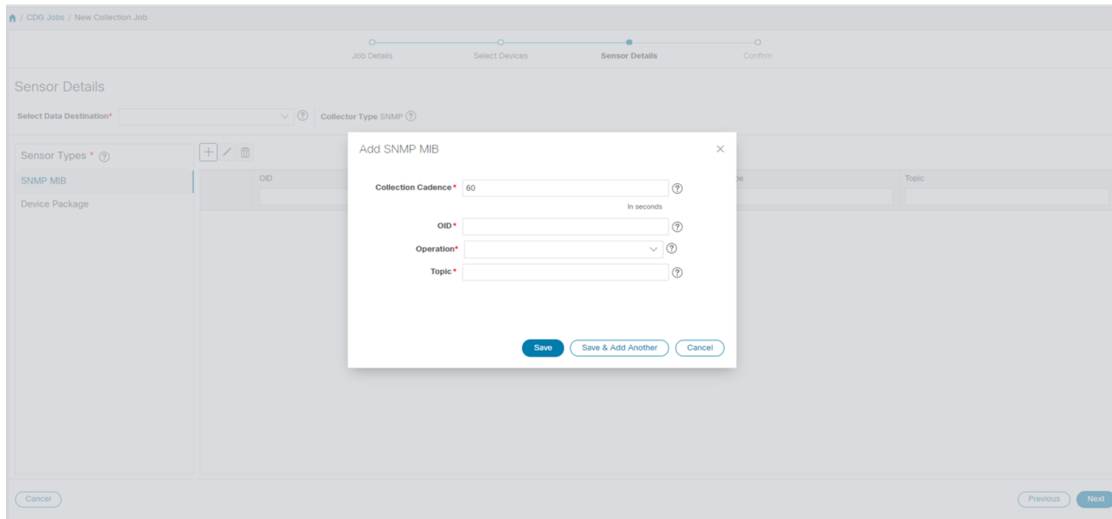 / CDG Jobs / New Collection Job
Job Details Select Devices Sensor Details Confirm
Sensor Details
Select Data Destination* ? Collector Type SNMP ?
Sensor Types * ?
SNMP MIB
Device Package
OID Topic
Add SNMP MIB
Collection Cadence * 60 ?
In seconds
OID * ?
Operation* ?
Topic * ?
Save Save & Add Another Cancel
Cancel Previous Next